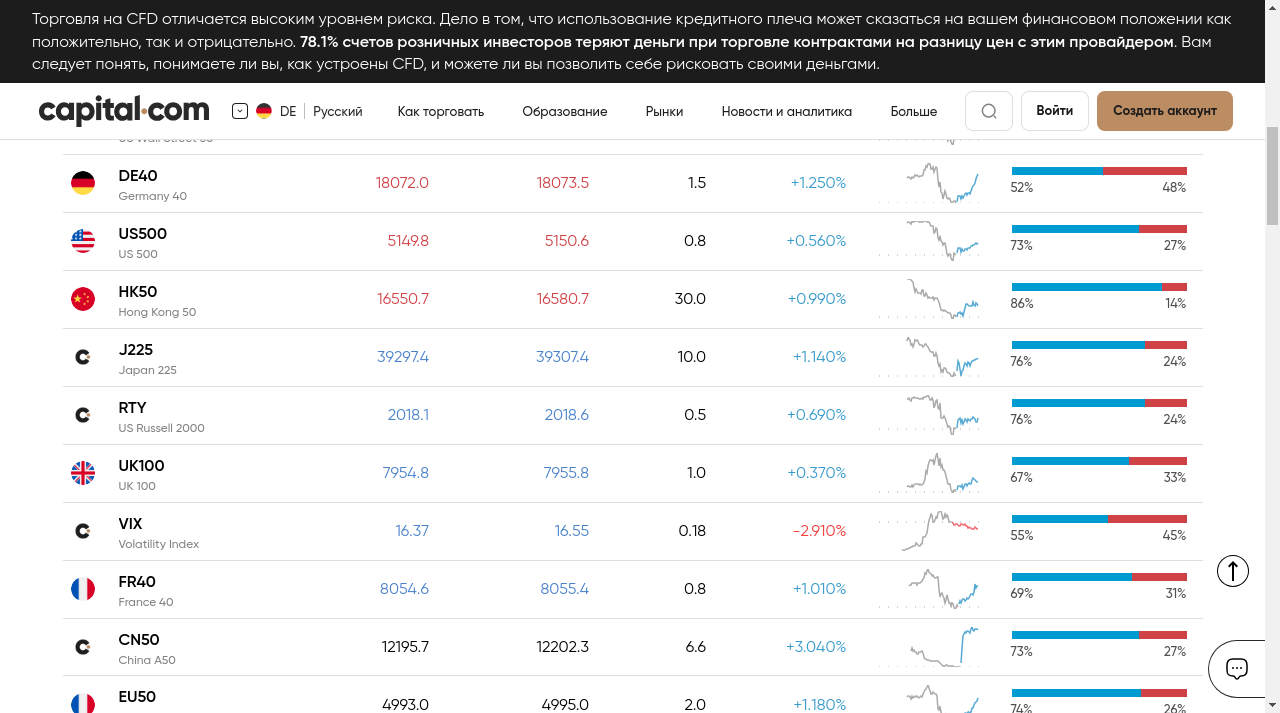 Торговля на CFD отличается высоким уровнем риска. Дело в том, что использование кредитного плеча может сказаться на вашем финансовом положении как
положительно, так и отрицательно. 78.1% счетов розничных инвесторов теряют деньги при торговле контрактами на разницу цен с этим провайдером. Вам
следует понять, понимаете ли вы, как устроены CFD, и можете ли вы позволить себе рисковать своими деньгами.
capital.com DE Русский Как торговать Образование Рынки Новости и аналитика Больше Войти Создать аккаунт
US Wall Street 30
DE40 18072.0 18073.5 1.5 +1.250% 52% 48%
Germany 40
US500 5149.8 5150.6 0.8 +0.560% 73% 27%
US 500
HK50 16550.7 16580.7 30.0 +0.990% 86% 14%
Hong Kong 50
J225 39297.4 39307.4 10.0 +1.140% 76% 24%
Japan 225
RTY 2018.1 2018.6 0.5 +0.690% 76% 24%
US Russell 2000
UK100 7954.8 7955.8 1.0 +0.370% 67% 33%
UK 100
VIX 16.37 16.55 0.18 -2.910% 55% 45%
Volatility Index
FR40 8054.6 8055.4 0.8 +1.010% 69% 31%
France 40
CN50 12195.7 12202.3 6.6 +3.040% 73% 27%
China A50
EU50 4993.0 4995.0 2.0 +1.180% 74% 26%